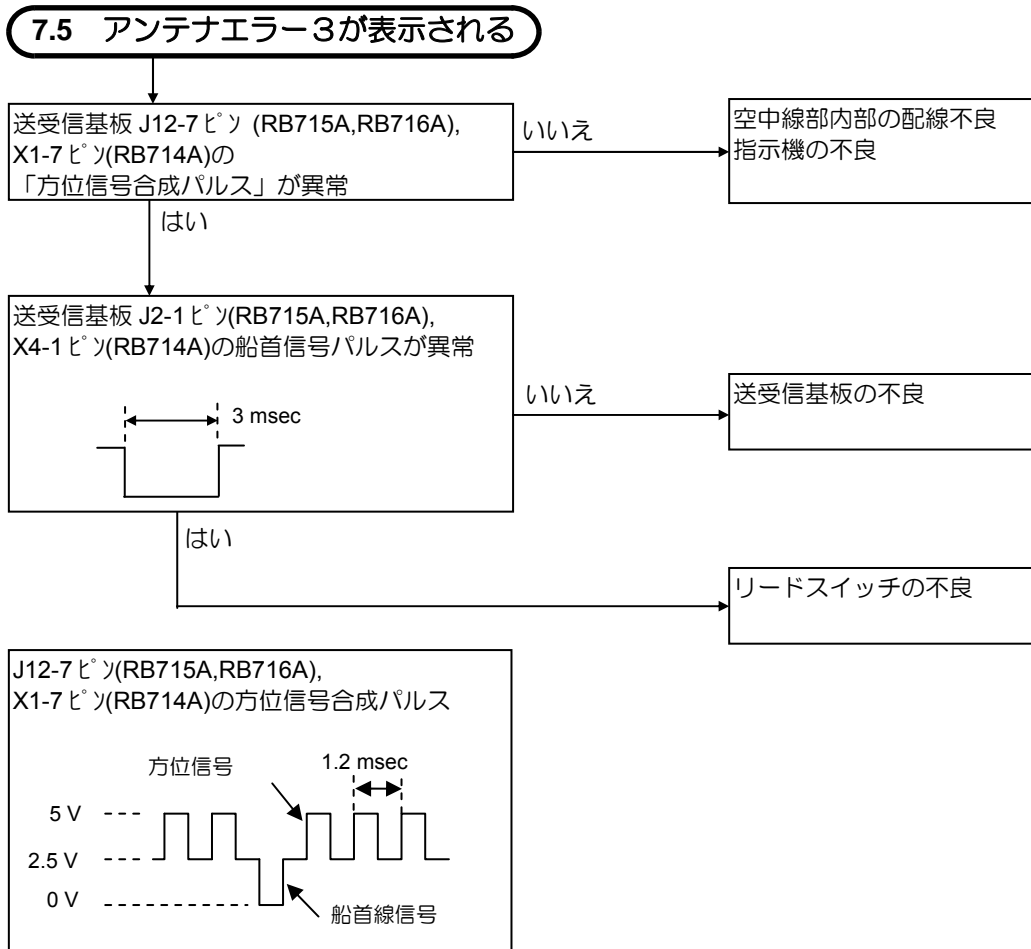 7.5 アンテナエラー３が表示される
送受信基板 J12-7ﾋﾟﾝ (RB715A,RB716A),
X1-7ﾋﾟﾝ(RB714A)の
「方位信号合成パルス」が異常
いいえ
空中線部内部の配線不良
指示機の不良
はい
送受信基板 J2-1ﾋﾟﾝ(RB715A,RB716A),
X4-1ﾋﾟﾝ(RB714A)の船首信号パルスが異常
3 msec
いいえ
送受信基板の不良
はい
リードスイッチの不良
J12-7ﾋﾟﾝ(RB715A,RB716A),
X1-7ﾋﾟﾝ(RB714A)の方位信号合成パルス
方位信号
1.2 msec
5 V
2.5 V
0 V
船首線信号